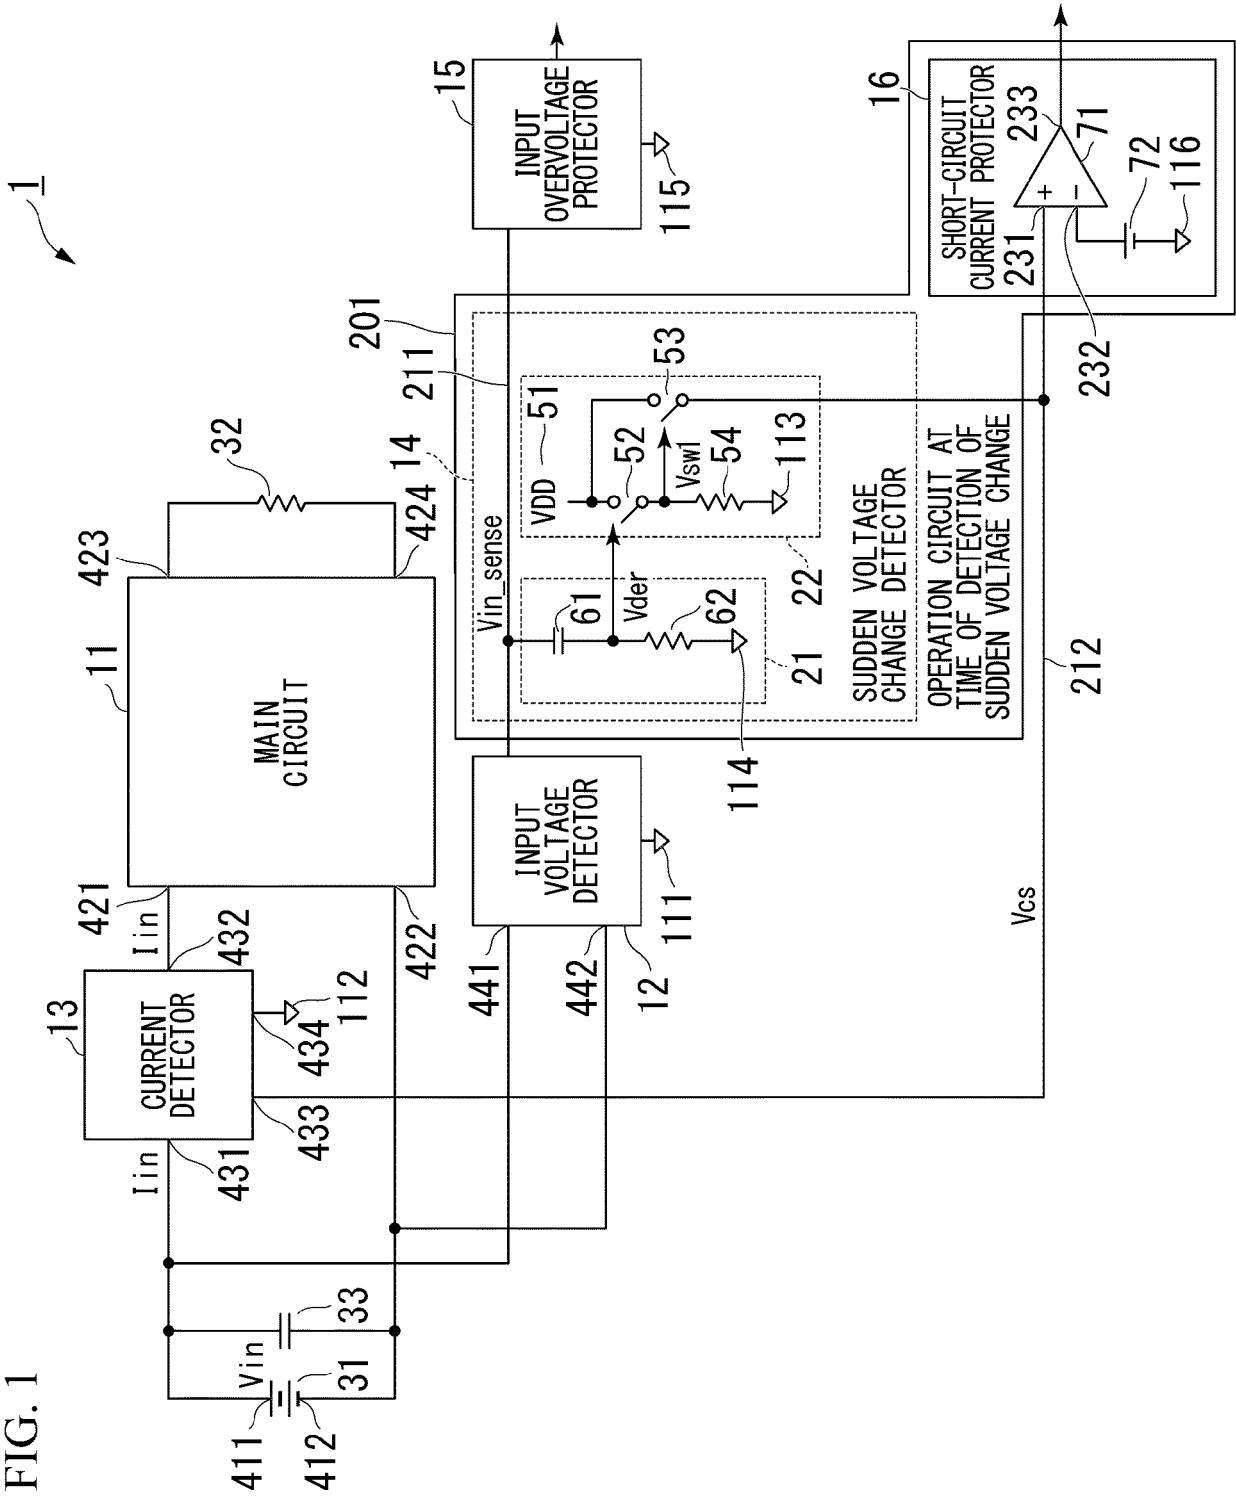 FIG. 1
1
11
MAIN
CIRCUIT
421
422
423
424
32
13
CURRENT
DETECTOR
Iin
Iin
431
432
433
434
112
Vin
31
33
411
412
441
442
12
INPUT
VOLTAGE
DETECTOR
111
15
INPUT
OVERVOLTAGE
PROTECTOR
115
201
211
14
Vin_sense
61
Vder
62
21
114
VDD
51
52
53
Vsw1
54
113
22
SUDDEN VOLTAGE
CHANGE DETECTOR
OPERATION CIRCUIT AT
TIME OF DETECTION OF
SUDDEN VOLTAGE CHANGE
212
Vcs
16
SHORT-CIRCUIT
CURRENT PROTECTOR
231
232
233
+
−
71
72
116